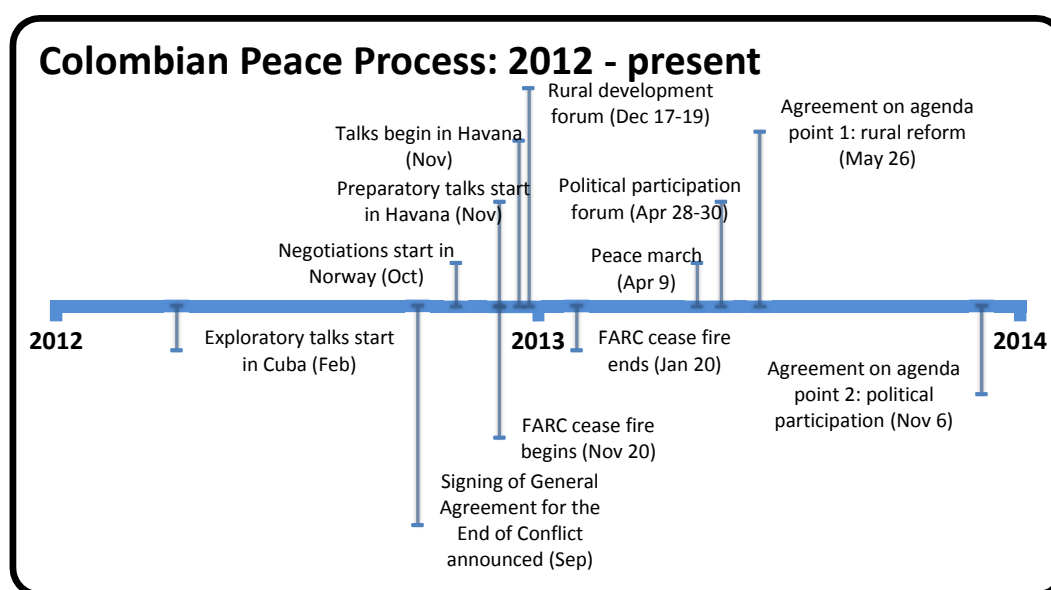 Colombian Peace Process: 2012 - present
Rural development
forum (Dec 17-19)
Agreement on agenda
point 1: rural reform
(May 26)
Talks begin in Havana
(Nov)
Preparatory talks start
in Havana (Nov)
Political participation
forum (Apr 28-30)
Negotiations start in
Norway (Oct)
Peace march
(Apr 9)
2012
2013
2014
Exploratory talks start
in Cuba (Feb)
FARC cease fire
ends (Jan 20)
Agreement on agenda
point 2: political
participation (Nov 6)
FARC cease fire
begins (Nov 20)
Signing of General
Agreement for the
End of Conflict
announced (Sep)